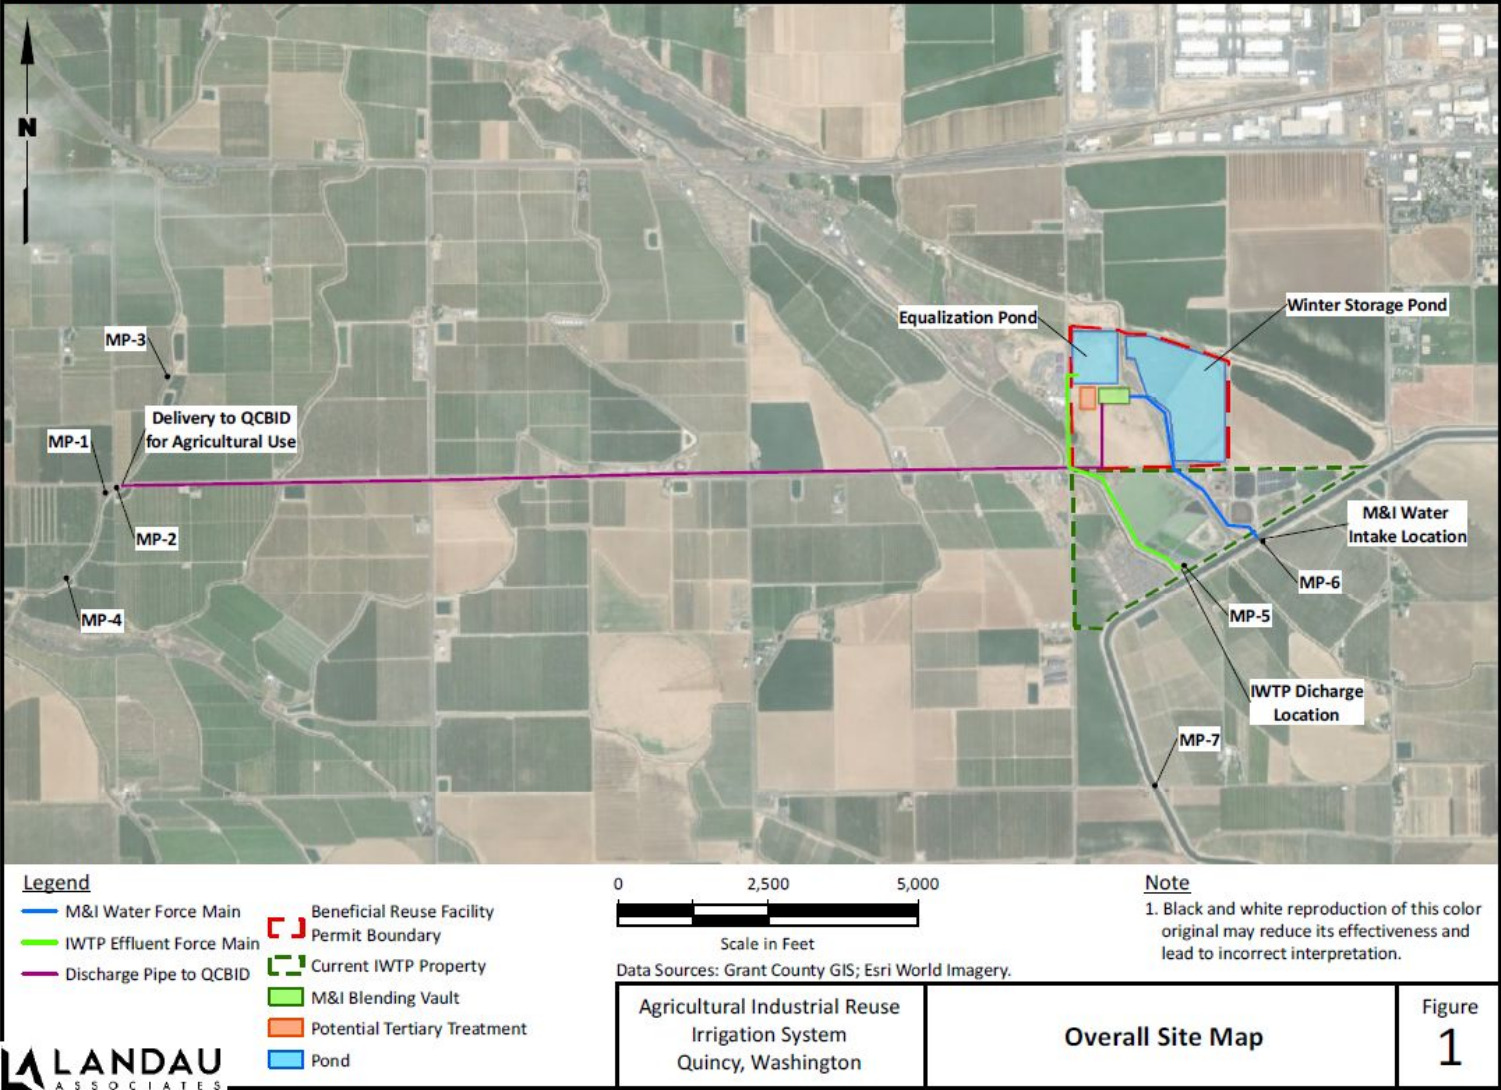 N
Equalization Pond
Winter Storage Pond
MP-3
Delivery to QCBID
for Agricultural Use
MP-1
MP-2
M&I Water
Intake Location
MP-6
MP-4
MP-5
IWTP Dicharge
Location
MP-7
Legend
M&I Water Force Main
IWTP Effluent Force Main
Discharge Pipe to QCBID
Beneficial Reuse Facility
Permit Boundary
Current IWTP Property
M&I Blending Vault
Potential Tertiary Treatment
Pond
0 2,500 5,000
Scale in Feet
Data Sources: Grant County GIS; Esri World Imagery.
Note
1. Black and white reproduction of this color
original may reduce its effectiveness and
lead to incorrect interpretation.
LANDAU
ASSOCIATES
Agricultural Industrial Reuse
Irrigation System
Quincy, Washington
Overall Site Map
Figure
1